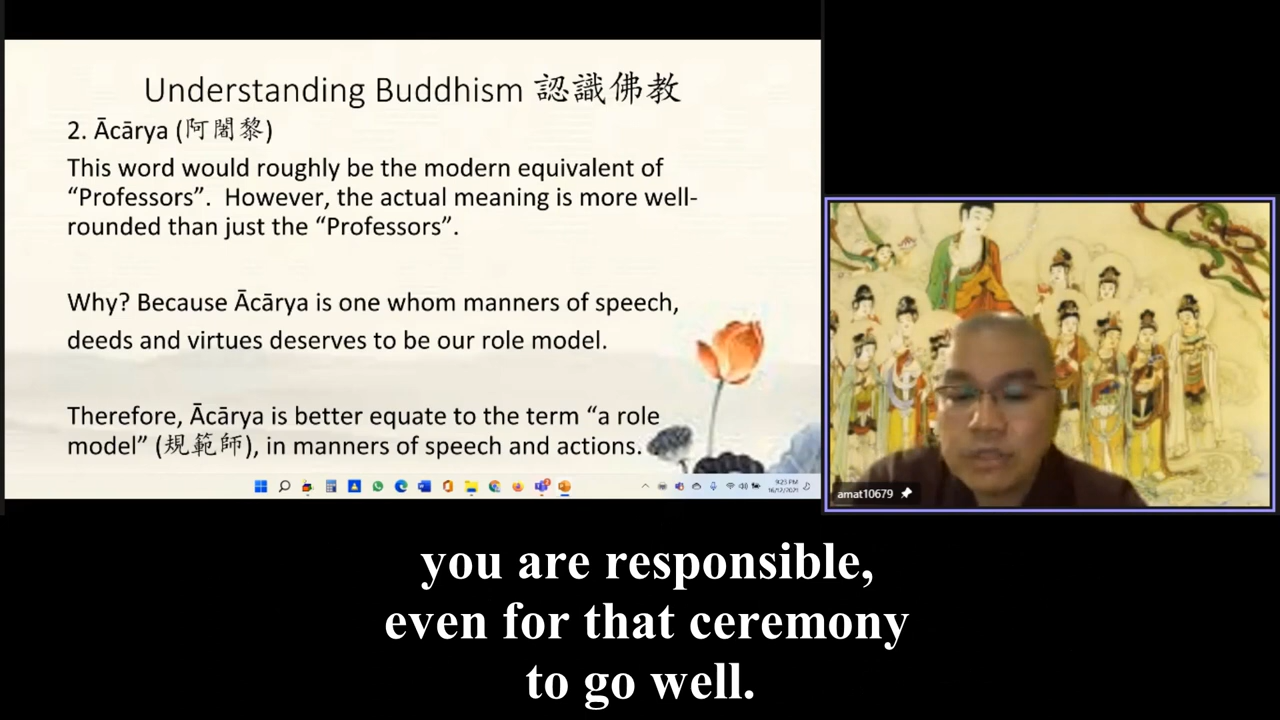 Understanding Buddhism 認識佛教
2. Ācārya (阿闍黎)
This word would roughly be the modern equivalent of
“Professors”. However, the actual meaning is more well-
rounded than just the “Professors”.
Why? Because Ācārya is one whom manners of speech,
deeds and virtues deserves to be our role model.
Therefore, Ācārya is better equate to the term “a role
model” (規範師), in manners of speech and actions.
9:23 PM
amat10679
you are responsible,
even for that ceremony
to go well.